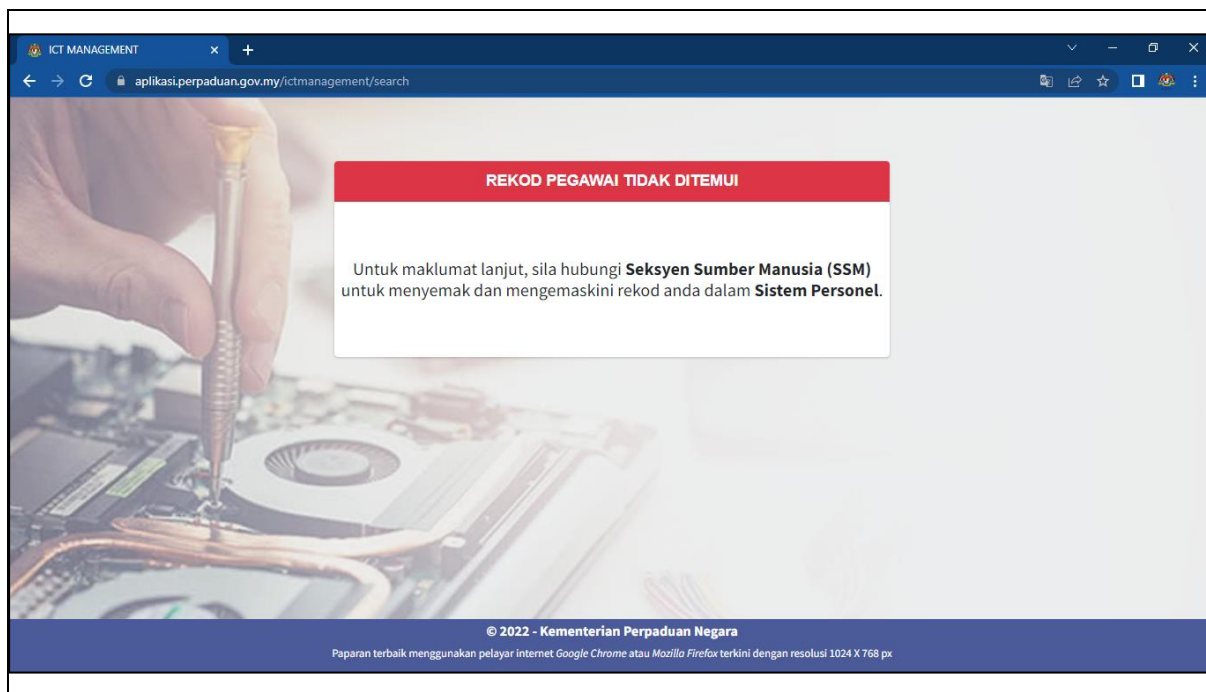 ICT MANAGEMENT
aplikasi.perpaduan.gov.my/ictmanagement/search
REKOD PEGAWAI TIDAK DITEMUI
Untuk maklumat lanjut, sila hubungi Seksyen Sumber Manusia (SSM)
untuk menyemak dan mengemaskini rekod anda dalam Sistem Personel.
© 2022 - Kementerian Perpaduan Negara
Paparan terbaik menggunakan pelayar internet Google Chrome atau Mozilla Firefox terkini dengan resolusi 1024 X 768 px